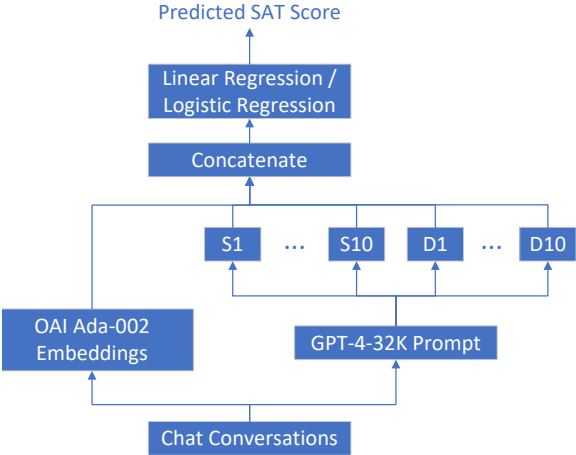 Predicted SAT Score
Linear Regression /
Logistic Regression
Concatenate
S1 ... S10 D1 ... D10
OAI Ada-002
Embeddings
GPT-4-32K Prompt
Chat Conversations